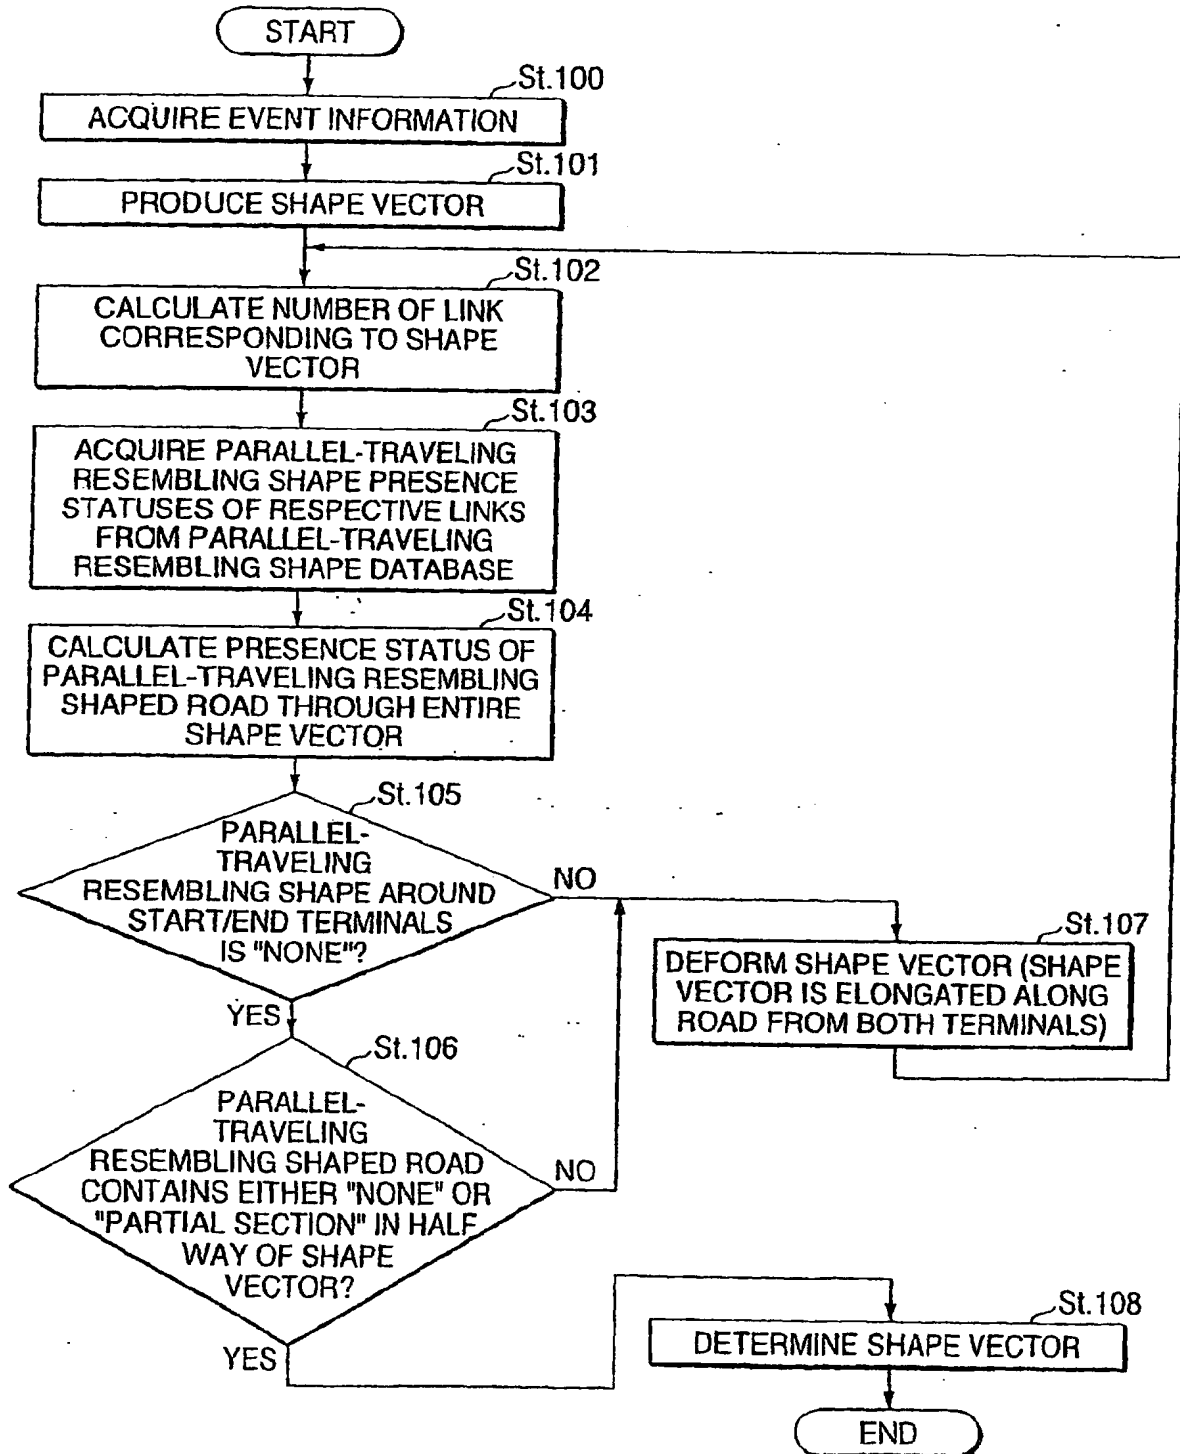 START
St.100
ACQUIRE EVENT INFORMATION
St.101
PRODUCE SHAPE VECTOR
St.102
CALCULATE NUMBER OF LINK
CORRESPONDING TO SHAPE
VECTOR
St.103
ACQUIRE PARALLEL-TRAVELING
RESEMBLING SHAPE PRESENCE
STATUSES OF RESPECTIVE LINKS
FROM PARALLEL-TRAVELING
RESEMBLING SHAPE DATABASE
St.104
CALCULATE PRESENCE STATUS OF
PARALLEL-TRAVELING RESEMBLING
SHAPED ROAD THROUGH ENTIRE
SHAPE VECTOR
St.105
PARALLEL-
TRAVELING
RESEMBLING SHAPE AROUND
START/END TERMINALS
IS "NONE"?
NO
YES
St.107
DEFORM SHAPE VECTOR (SHAPE
VECTOR IS ELONGATED ALONG
ROAD FROM BOTH TERMINALS)
St.106
PARALLEL-
TRAVELING
RESEMBLING SHAPED ROAD
CONTAINS EITHER "NONE" OR
"PARTIAL SECTION" IN HALF
WAY OF SHAPE
VECTOR?
NO
YES
St.108
DETERMINE SHAPE VECTOR
END